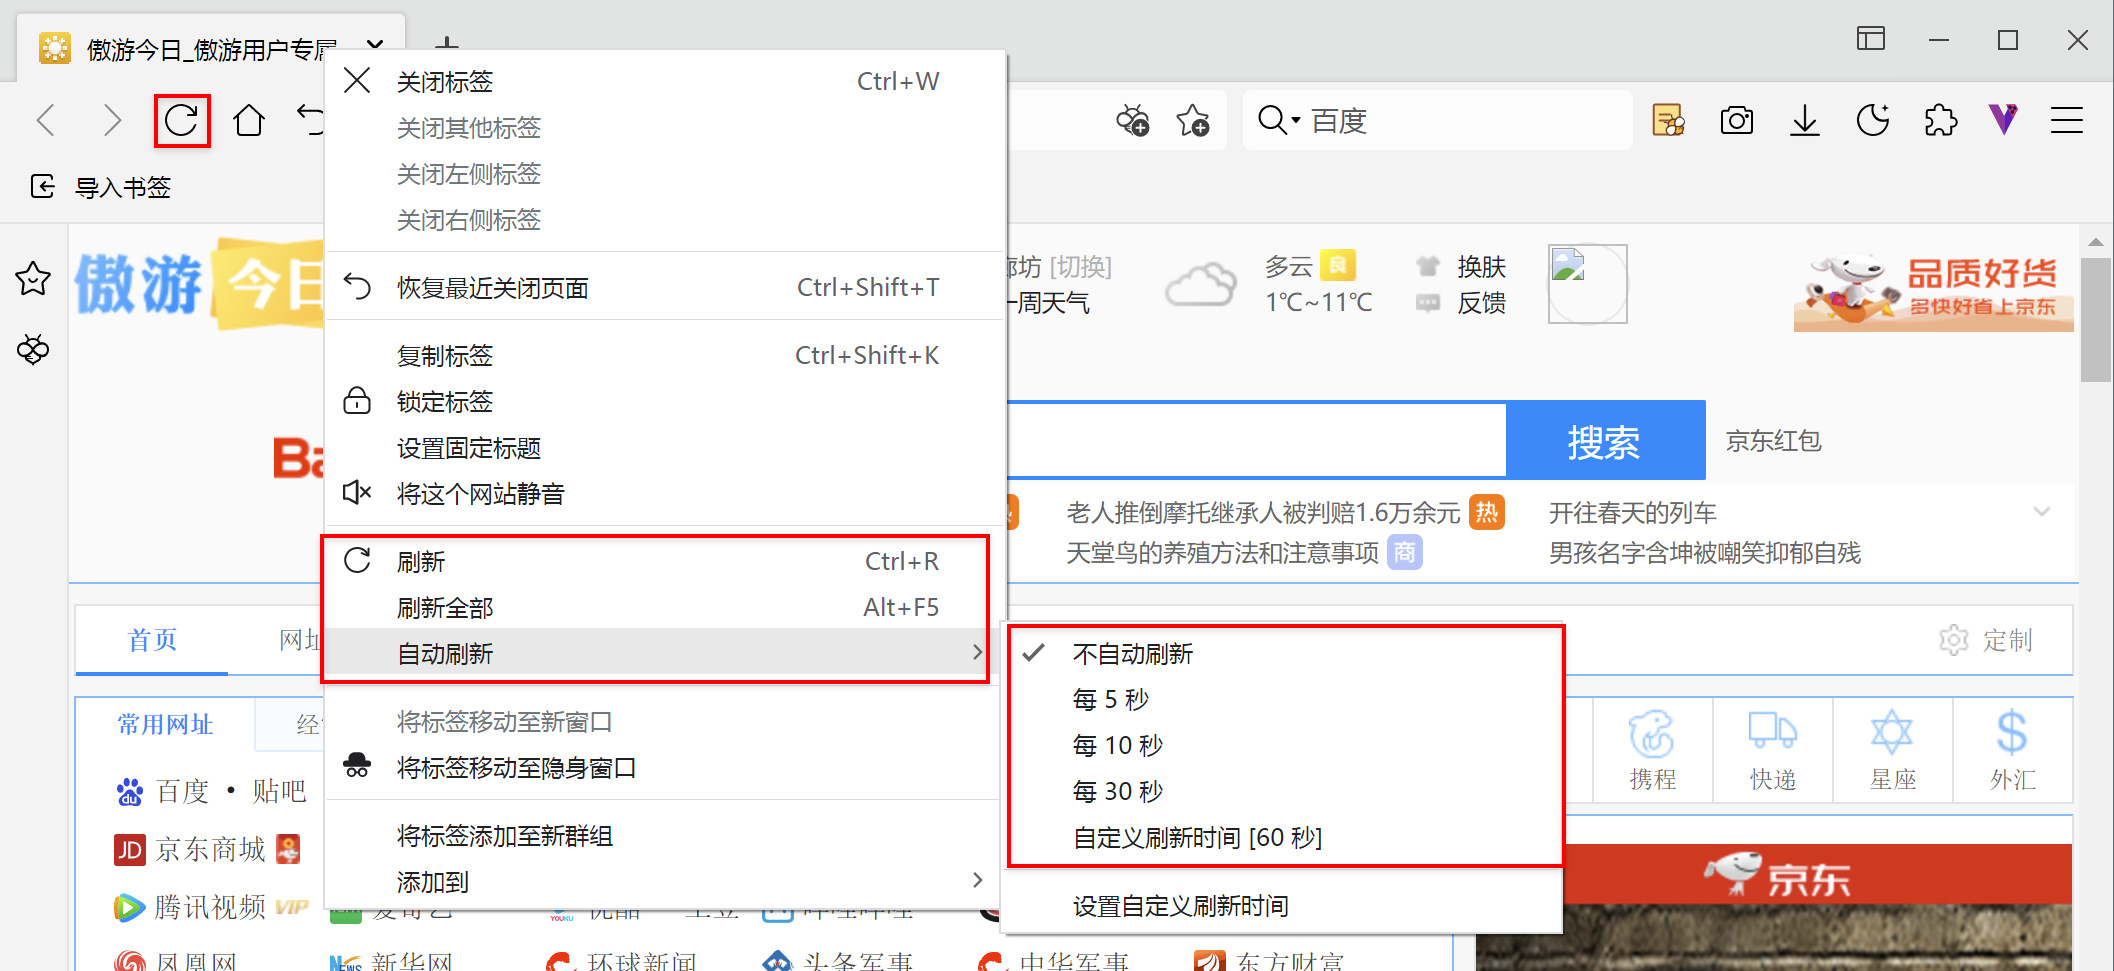 傲游今日_傲游用户专属
百度
导入书签
关闭标签 Ctrl+W
关闭其他标签
关闭左侧标签
关闭右侧标签
恢复最近关闭页面 Ctrl+Shift+T
复制标签 Ctrl+Shift+K
锁定标签
设置固定标题
将这个网站静音
刷新 Ctrl+R
刷新全部 Alt+F5
自动刷新
将标签移动至新窗口
将标签移动至隐身窗口
将标签添加至新群组
添加到
不自动刷新
每 5 秒
每 10 秒
每 30 秒
自定义刷新时间 [60 秒]
设置自定义刷新时间
傲游 今日
廊坊 [切换]
一周天气
多云 良
1℃~11℃
换肤
反馈
品质好货
多快好省上京东
Ba
搜索
京东红包
老人推倒摩托继承人被判赔1.6万余元 热
开往春天的列车
天堂鸟的养殖方法和注意事项 商
男孩名字含坤被嘲笑抑郁自残
首页
网址
定制
常用网址
经
携程
快递
星座
外汇
百度 • 贴吧
JD 京东商城
腾讯视频 VIP
京东
凤凰网
NEWS 新华网
环球新闻
头条军事
中华军事
东方财富